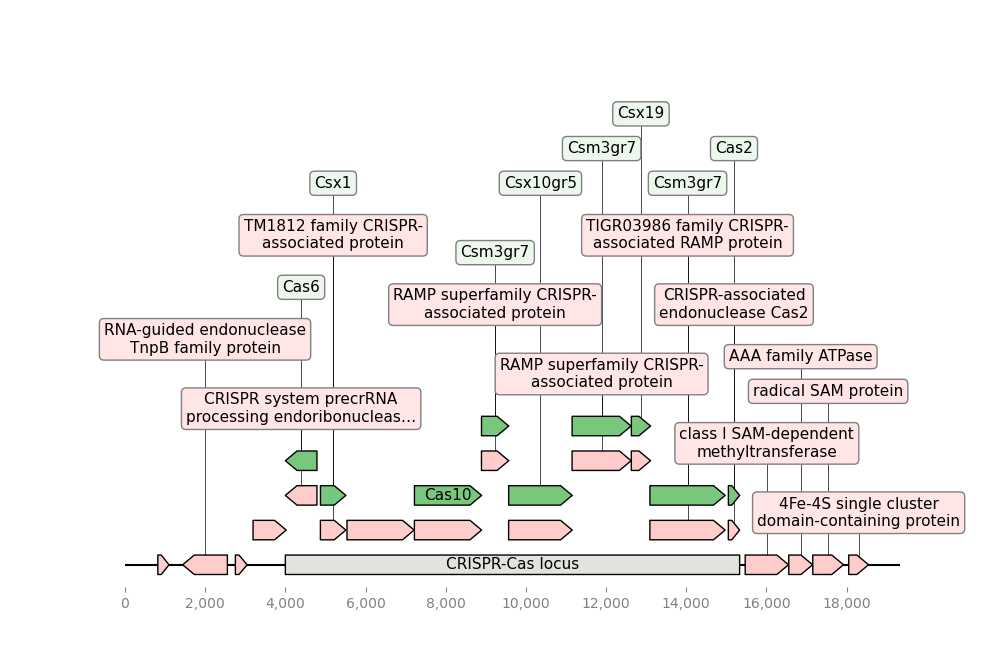 Csx19
Csm3gr7
Cas2
Csx1
Csx10gr5
Csm3gr7
TM1812 family CRISPR-
associated protein
TIGR03986 family CRISPR-
associated RAMP protein
Csm3gr7
Cas6
RAMP superfamily CRISPR-
associated protein
CRISPR-associated
endonuclease Cas2
RNA-guided endonuclease
TnpB family protein
AAA family ATPase
RAMP superfamily CRISPR-
associated protein
radical SAM protein
CRISPR system precrRNA
processing endoribonucleas...
class I SAM-dependent
methyltransferase
Cas10
4Fe-4S single cluster
domain-containing protein
CRISPR-Cas locus
0 2,000 4,000 6,000 8,000 10,000 12,000 14,000 16,000 18,000